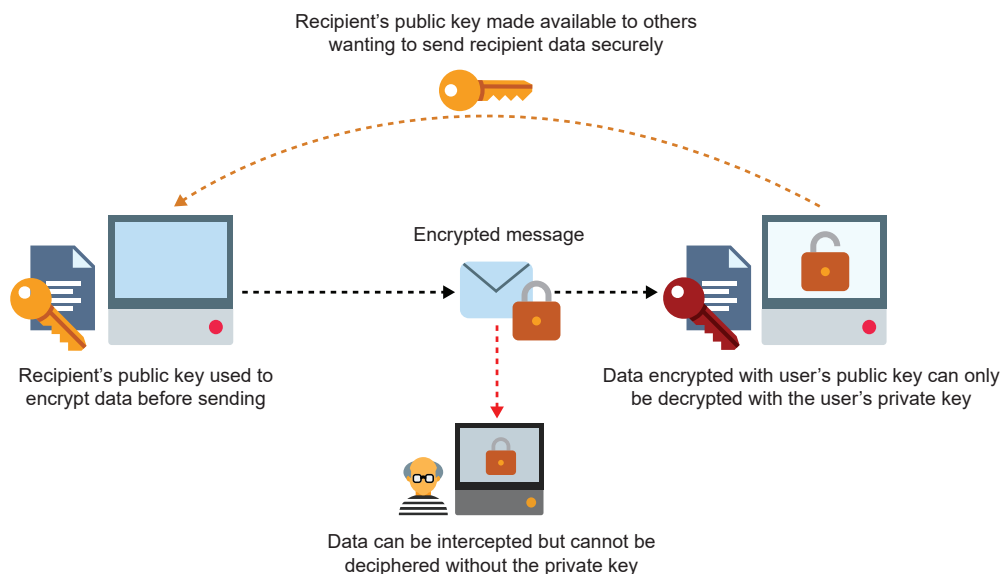 Recipient’s public key made available to others
wanting to send recipient data securely
Encrypted message
Recipient’s public key used to
encrypt data before sending
Data encrypted with user’s public key can only
be decrypted with the user’s private key
Data can be intercepted but cannot be
deciphered without the private key